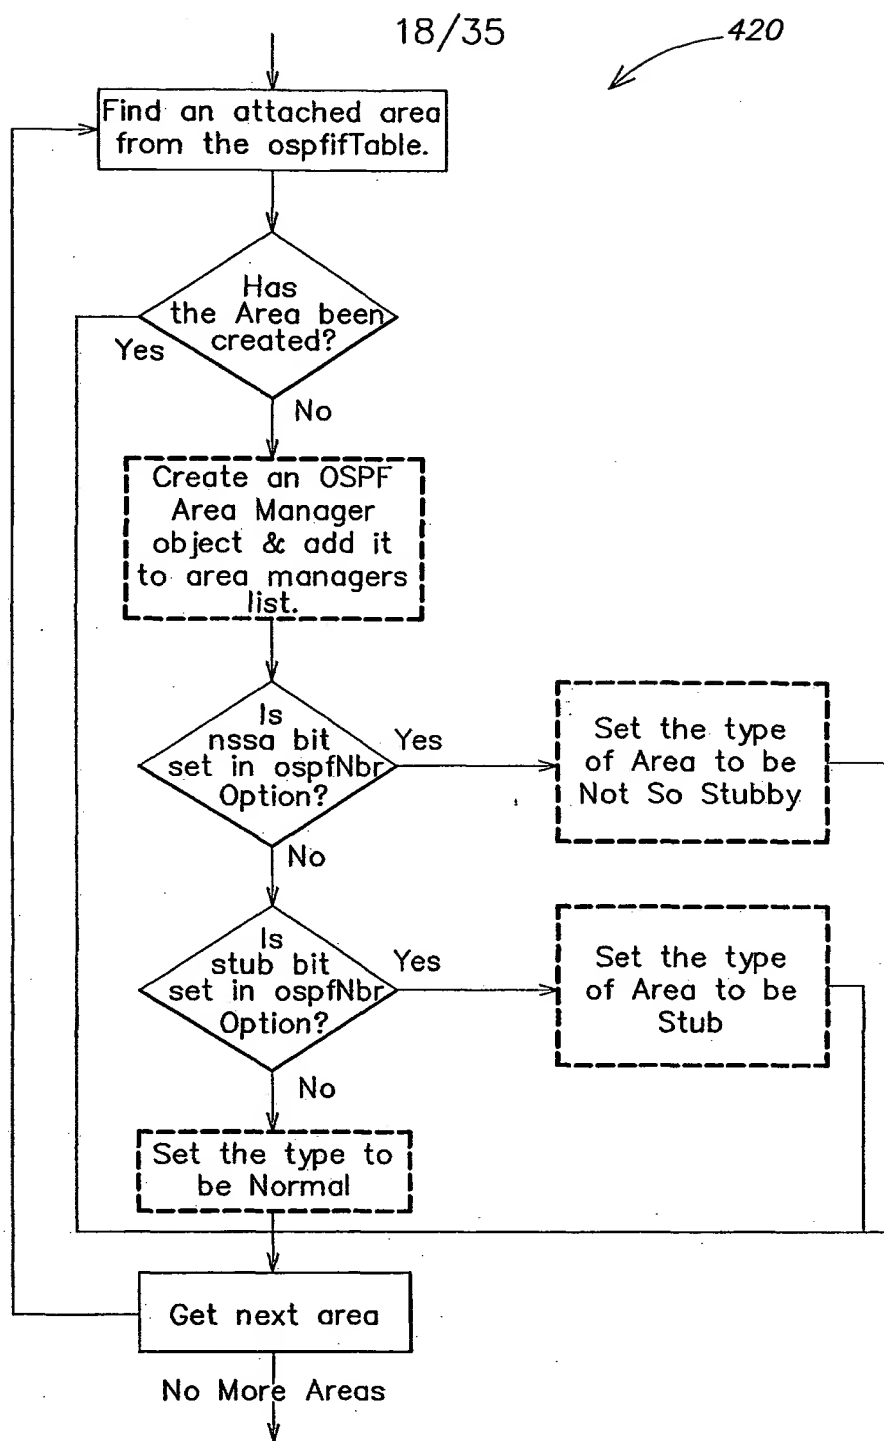 18/35
420
Find an attached area
from the ospfifTable.
Has
the Area been
created?
Yes
No
Create an OSPF
Area Manager
object & add it
to area managers
list.
Is
nssa bit
set in ospfNbr
Option?
Yes
Set the type
of Area to be
Not So Stubby
No
Is
stub bit
set in ospfNbr
Option?
Yes
Set the type
of Area to be
Stub
No
Set the type to
be Normal
Get next area
No More Areas